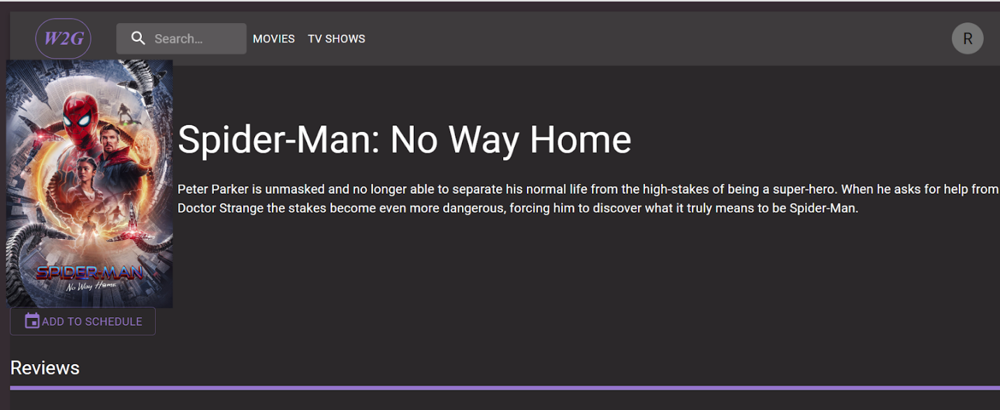 W2G
Search...
MOVIES
TV SHOWS
R
SPIDER-MAN
No Way Home
Spider-Man: No Way Home
Peter Parker is unmasked and no longer able to separate his normal life from the high-stakes of being a super-hero. When he asks for help from
Doctor Strange the stakes become even more dangerous, forcing him to discover what it truly means to be Spider-Man.
ADD TO SCHEDULE
Reviews